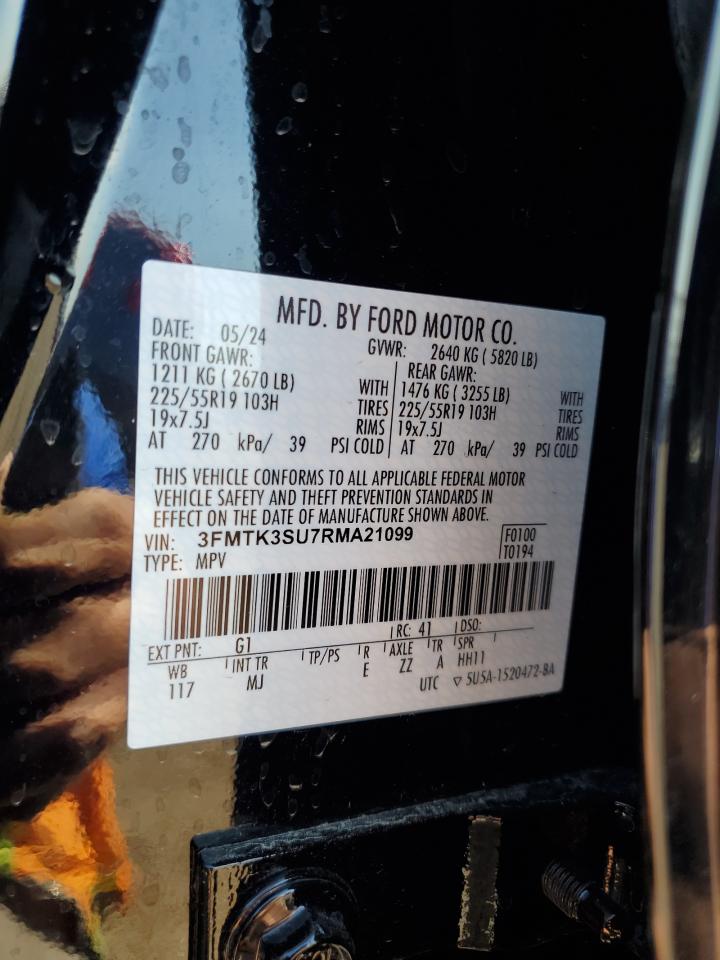 MFD. BY FORD MOTOR CO.
DATE: 05/24 GVWR: 2640 KG ( 5820 LB)
FRONT GAWR: REAR GAWR:
1211 KG ( 2670 LB) WITH 1476 KG ( 3255 LB) WITH
225/55R19 103H TIRES 225/55R19 103H TIRES
19x7.5J RIMS 19x7.5J RIMS
AT 270 kPa/ 39 PSI COLD AT 270 kPa/ 39 PSI COLD
THIS VEHICLE CONFORMS TO ALL APPLICABLE FEDERAL MOTOR
VEHICLE SAFETY AND THEFT PREVENTION STANDARDS IN
EFFECT ON THE DATE OF MANUFACTURE SHOWN ABOVE.
VIN: 3FMTK3SU7RMA21099 F0100
TYPE: MPV T0194
EXT PNT: G1 RC: 41 DSO:
WB INT TR TP/PS R AXLE TR SPR
117 MJ E ZZ A HH11
UTC ▽ 5U5A-1520472-BA